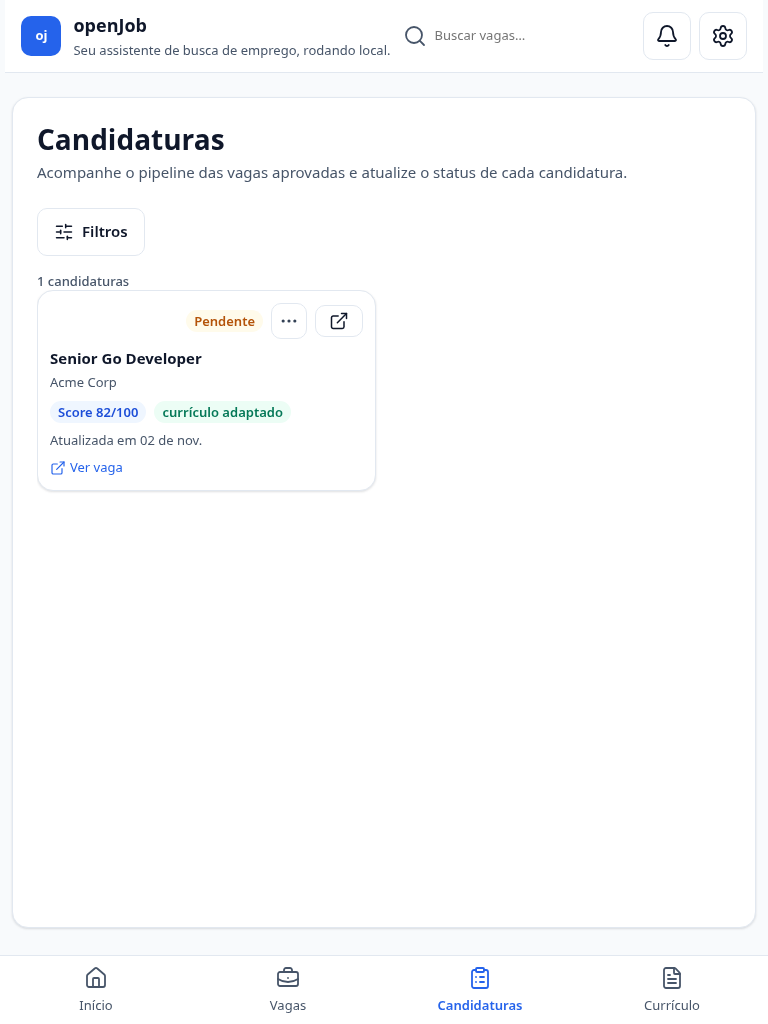 oj
openJob
Seu assistente de busca de emprego, rodando local.
Buscar vagas...
Candidaturas
Acompanhe o pipeline das vagas aprovadas e atualize o status de cada candidatura.
Filtros
1 candidaturas
Pendente
Senior Go Developer
Acme Corp
Score 82/100 currículo adaptado
Atualizada em 02 de nov.
Ver vaga
Início Vagas Candidaturas Currículo